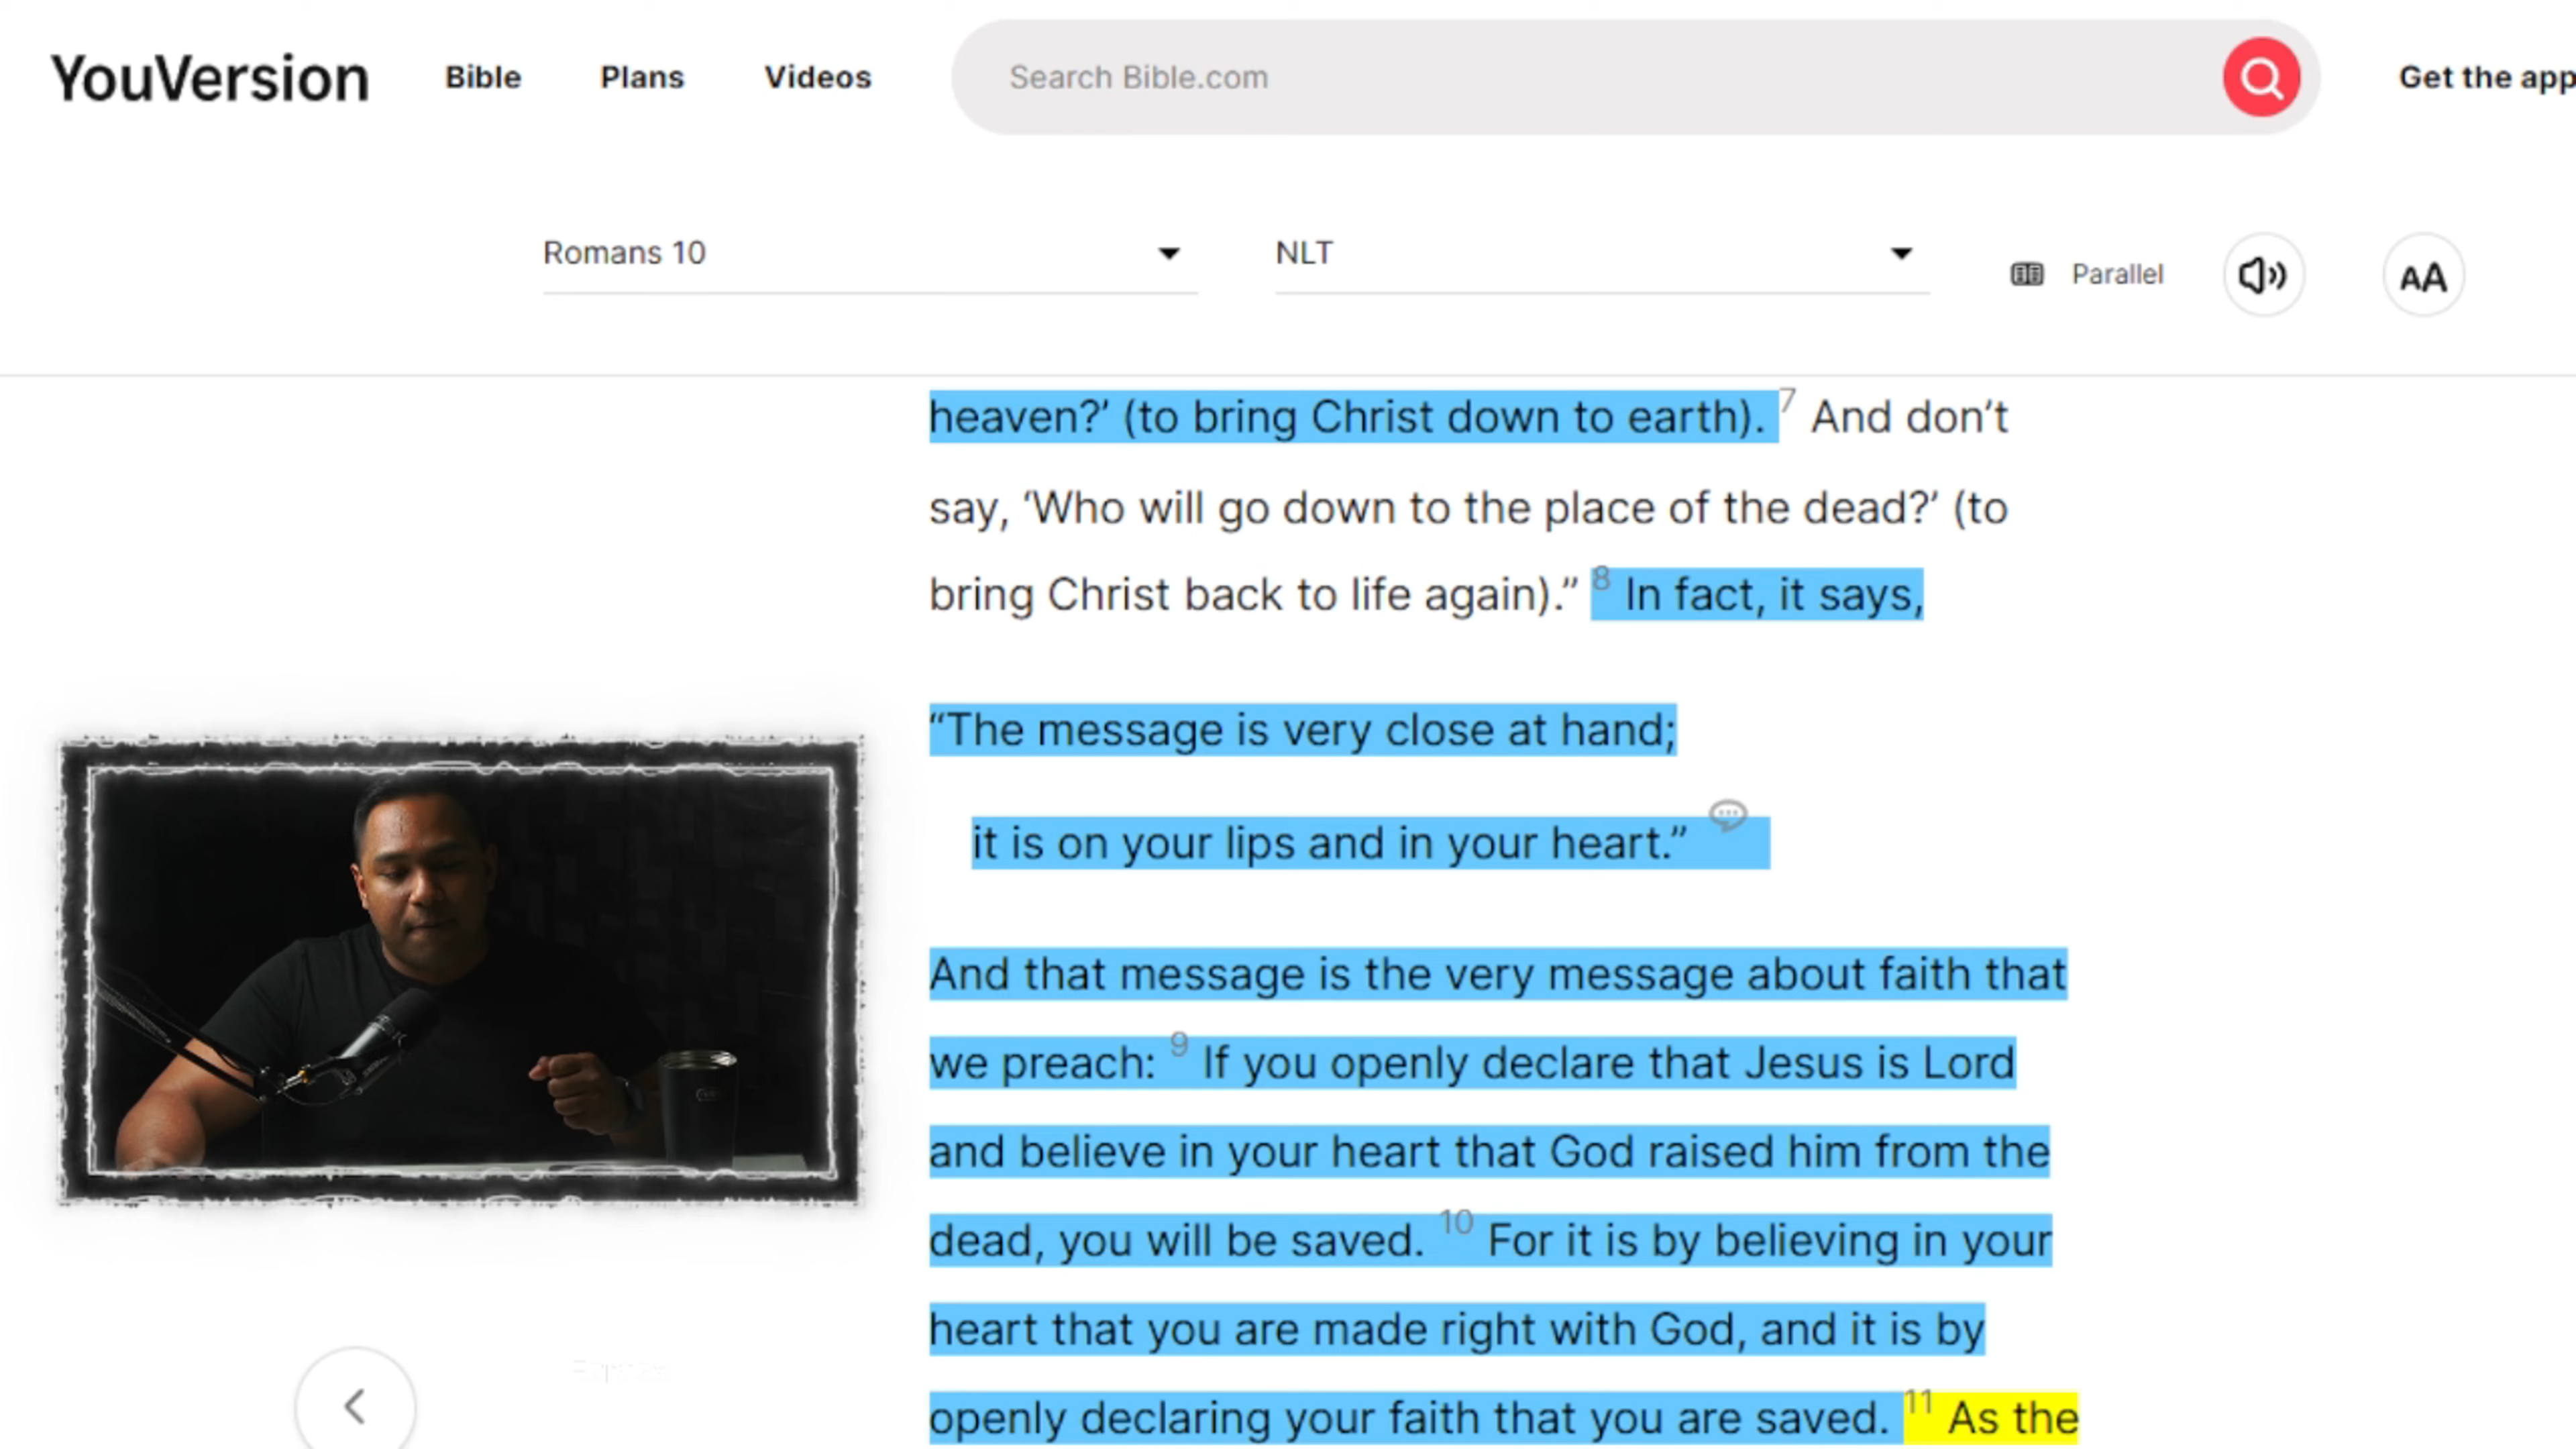 YouVersion Bible Plans Videos Search Bible.com Get the app
Romans 10 NLT Parallel AA
heaven?’ (to bring Christ down to earth). 7 And don’t
say, ‘Who will go down to the place of the dead?’ (to
bring Christ back to life again).” 8 In fact, it says,
“The message is very close at hand;
it is on your lips and in your heart.”
And that message is the very message about faith that
we preach: 9 If you openly declare that Jesus is Lord
and believe in your heart that God raised him from the
dead, you will be saved. 10 For it is by believing in your
heart that you are made right with God, and it is by
openly declaring your faith that you are saved. 11 As the